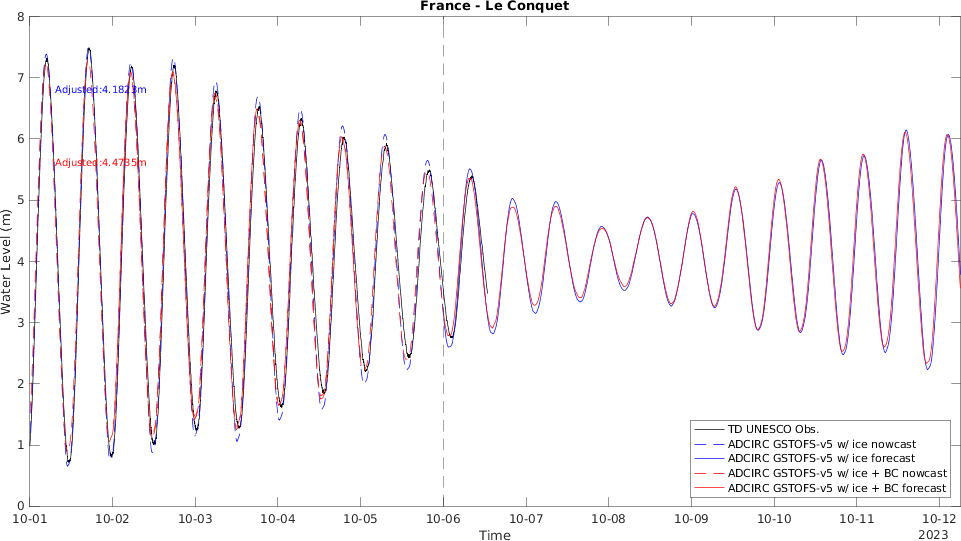 France - Le Conquet
8
7
6
5
4
3
2
1
0
Water Level (m)
Adjusted:4.1823m
Adjusted:4.4735m
TD UNESCO Obs.
ADCIRC GSTOFS-v5 w/ ice nowcast
ADCIRC GSTOFS-v5 w/ ice forecast
ADCIRC GSTOFS-v5 w/ ice + BC nowcast
ADCIRC GSTOFS-v5 w/ ice + BC forecast
10-01 10-02 10-03 10-04 10-05 10-06 10-07 10-08 10-09 10-10 10-11 10-12
Time
2023